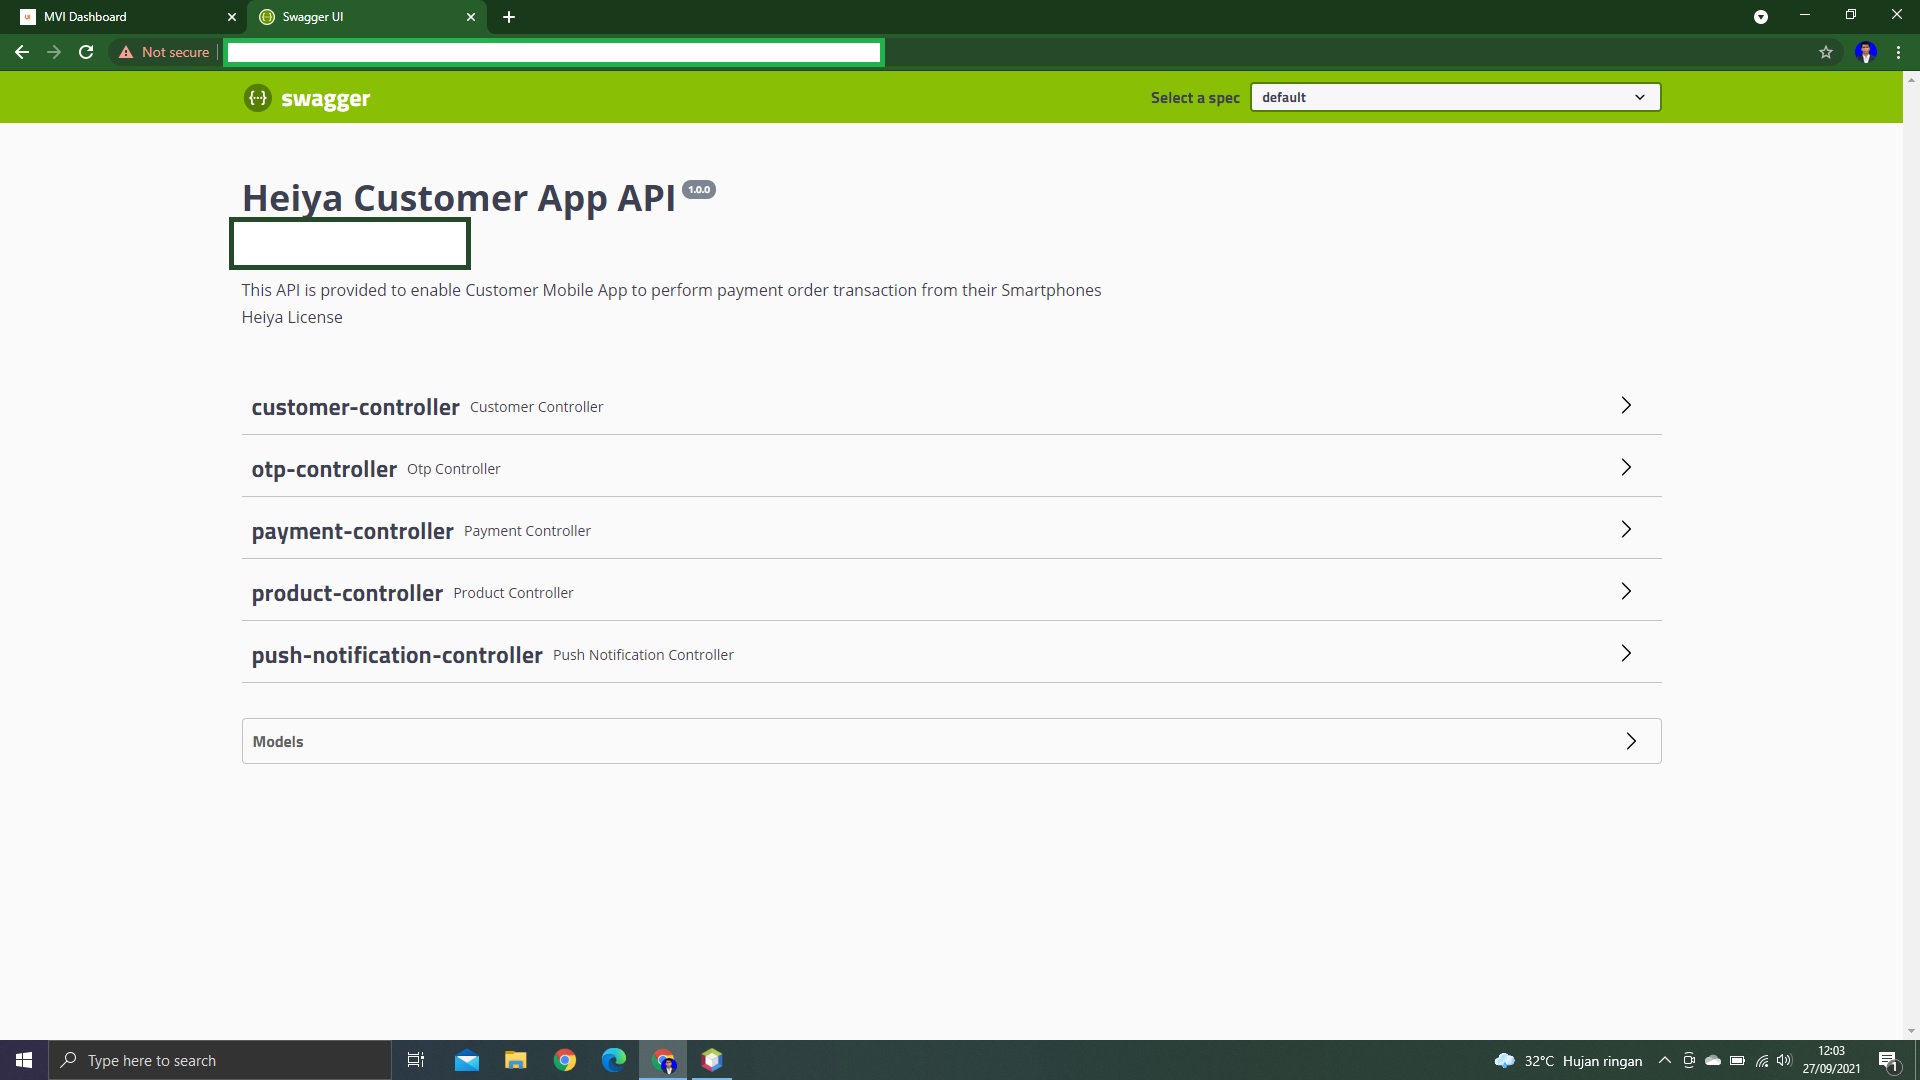 MVI Dashboard
Swagger UI
Not secure
swagger
Select a spec
default
Heiya Customer App API 1.0.0
This API is provided to enable Customer Mobile App to perform payment order transaction from their Smartphones
Heiya License
customer-controller Customer Controller
otp-controller Otp Controller
payment-controller Payment Controller
product-controller Product Controller
push-notification-controller Push Notification Controller
Models
Type here to search
32°C Hujan ringan
12:03
27/09/2021
1